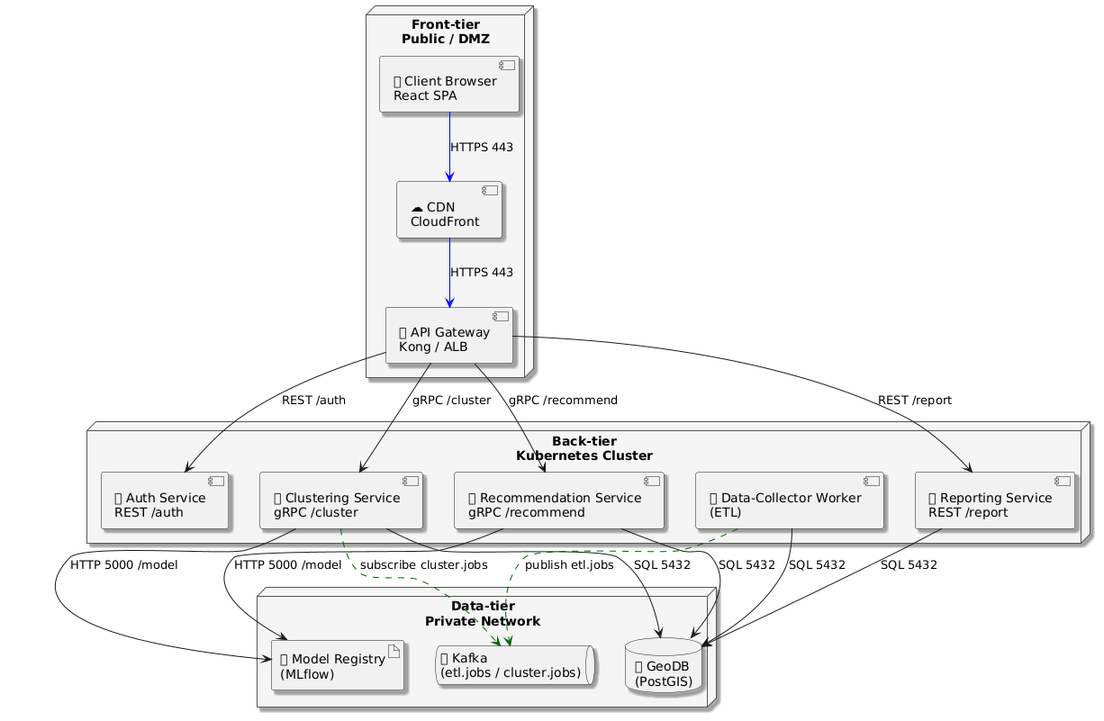 Front-tier
Public / DMZ
Client Browser
React SPA
HTTPS 443
☁ CDN
CloudFront
HTTPS 443
API Gateway
Kong / ALB
REST /auth
gRPC /cluster
gRPC /recommend
REST /report
Back-tier
Kubernetes Cluster
Auth Service
REST /auth
Clustering Service
gRPC /cluster
Recommendation Service
gRPC /recommend
Data-Collector Worker
(ETL)
Reporting Service
REST /report
HTTP 5000 /model
HTTP 5000 /model
subscribe cluster.jobs
publish etl.jobs
SQL 5432
SQL 5432
SQL 5432
SQL 5432
Data-tier
Private Network
Model Registry
(MLflow)
Kafka
(etl.jobs / cluster.jobs)
GeoDB
(PostGIS)